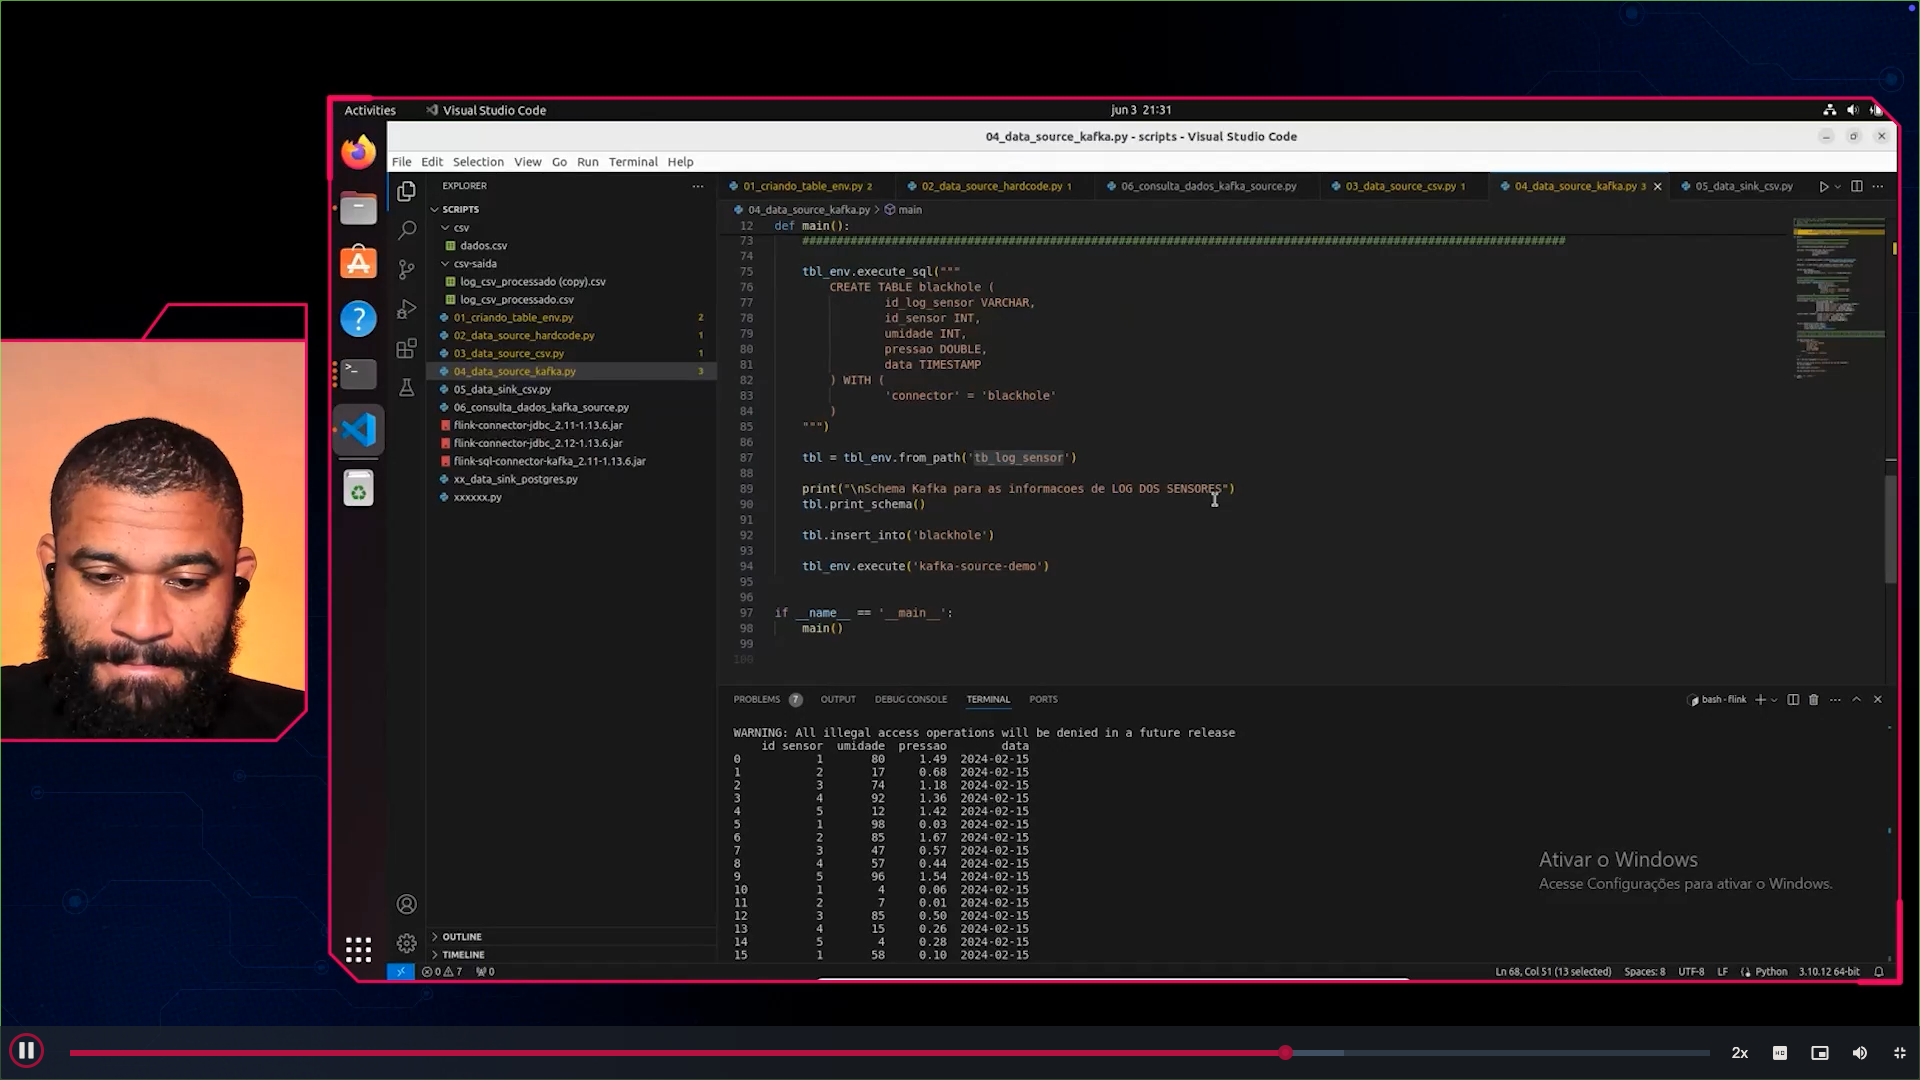 Activities
Visual Studio Code
jun 3 21:31
04_data_source_kafka.py - scripts - Visual Studio Code
File Edit Selection View Go Run Terminal Help
EXPLORER
SCRIPTS
csv
dados.csv
csv-saida
log_csv_processado (copy).csv
log_csv_processado.csv
01_criando_table_env.py 2
02_data_source_hardcode.py 1
03_data_source_csv.py 1
04_data_source_kafka.py 3
05_data_sink_csv.py
06_consulta_dados_kafka_source.py
flink-connector-jdbc_2.11-1.13.6.jar
flink-connector-jdbc_2.12-1.13.6.jar
flink-sql-connector-kafka_2.11-1.13.6.jar
xx_data_sink_postgres.py
xxxxxx.py
OUTLINE
TIMELINE
01_criando_table_env.py 2
02_data_source_hardcode.py 1
06_consulta_dados_kafka_source.py
03_data_source_csv.py 1
04_data_source_kafka.py 3
05_data_sink_csv.py
04_data_source_kafka.py > main
12 def main():
73 ################################################################################################################
74
75 tbl_env.execute_sql("""
76 CREATE TABLE blackhole (
77 id_log_sensor VARCHAR,
78 id_sensor INT,
79 umidade INT,
80 pressao DOUBLE,
81 data TIMESTAMP
82 ) WITH (
83 'connector' = 'blackhole'
84 )
85 """)
86
87 tbl = tbl_env.from_path('tb_log_sensor')
88
89 print("\nSchema Kafka para as informacoes de LOG DOS SENSORES")
90 tbl.print_schema()
91
92 tbl.insert_into('blackhole')
93
94 tbl_env.execute('kafka-source-demo')
95
96
97 if __name__ == '__main__':
98 main()
99
100
PROBLEMS 7 OUTPUT DEBUG CONSOLE TERMINAL PORTS
bash - flink
WARNING: All illegal access operations will be denied in a future release
id sensor umidade pressao data
0 1 80 1.49 2024-02-15
1 2 17 0.68 2024-02-15
2 3 74 1.18 2024-02-15
3 4 92 1.36 2024-02-15
4 5 12 1.42 2024-02-15
5 1 98 0.03 2024-02-15
6 2 85 1.67 2024-02-15
7 3 47 0.57 2024-02-15
8 4 57 0.44 2024-02-15
9 5 96 1.54 2024-02-15
10 1 4 0.06 2024-02-15
11 2 7 0.01 2024-02-15
12 3 85 0.50 2024-02-15
13 4 15 0.26 2024-02-15
14 5 4 0.28 2024-02-15
15 1 58 0.10 2024-02-15
Ativar o Windows
Acesse Configurações para ativar o Windows.
0 7 0
Ln 68, Col 51 (13 selected) Spaces: 8 UTF-8 LF Python 3.10.12 64-bit
2x